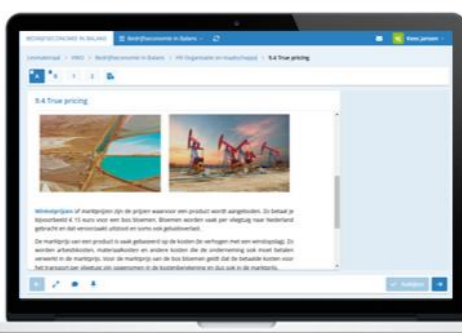 BEDRIJFSECONOMIE IN BALANS
Bedrijfseconomie in Balans
Kees Jansen
Leermateriaal > VWO > Bedrijfseconomie in Balans > H9 Organisatie en maatschappij > 9.4 True pricing
A B 1 2
9.4 True pricing
Winkelprijzen of marktprijzen zijn de prijzen waarvoor een product wordt aangeboden. Zo betaal je
bijvoorbeeld € 15 euro voor een bos bloemen. Bloemen worden vaak per vliegtuig naar Nederland
gebracht en dat veroorzaakt uitstoot en soms ook geluidsoverlast.
De marktprijs van een product is vaak gebaseerd op de kosten (te verhogen met een winstopslag). Zo
worden arbeidskosten, materiaalkosten en andere kosten die de onderneming ook moet betalen
verwerkt in de marktprijs. Voor de marktprijs van de bos bloemen geldt dat de betaalde kosten voor
het transport per vliegtuig zijn opgenomen in de kostenberekening en dus ook in de marktprijs.
Nakijken